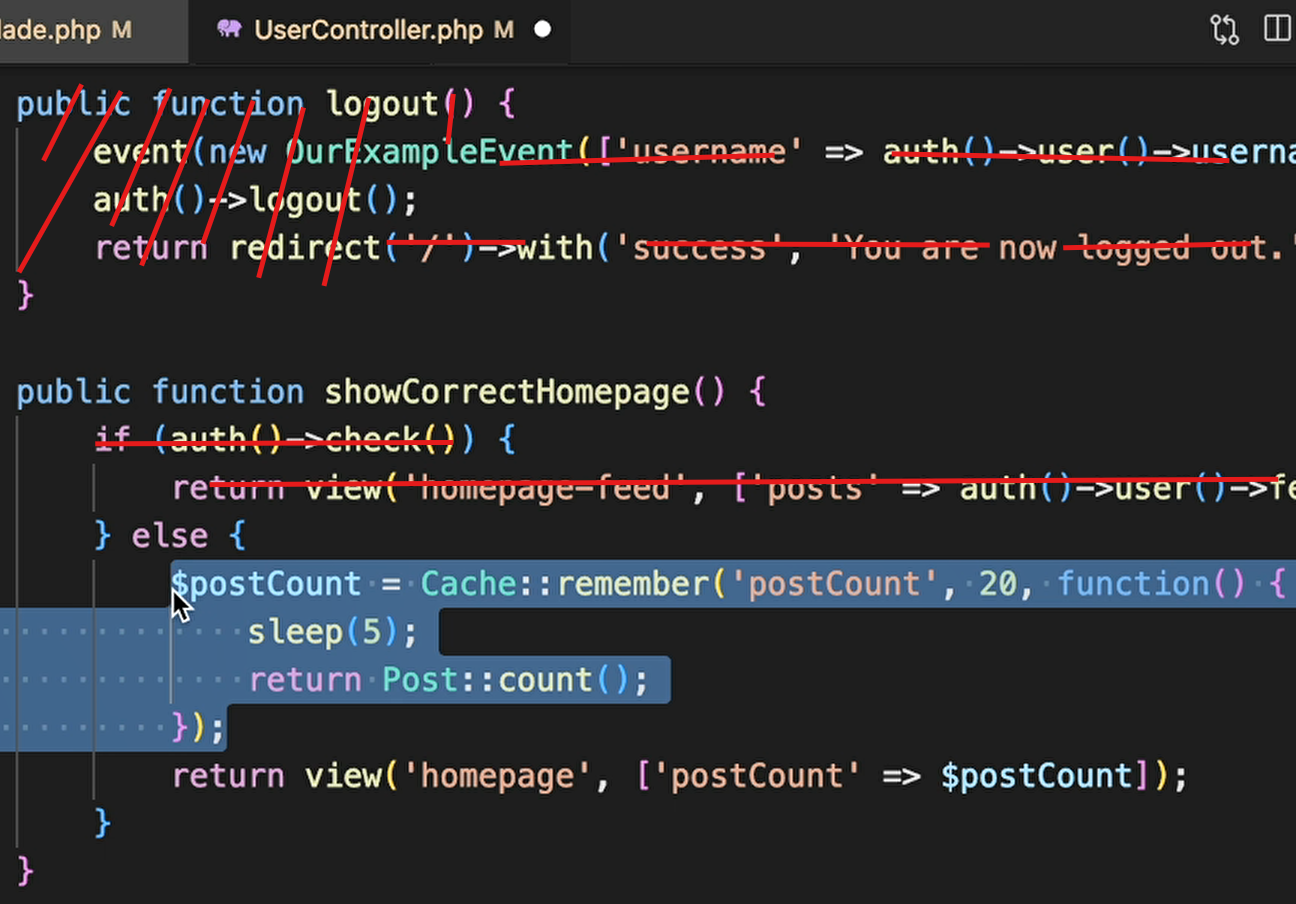 lade.php M UserController.php M
public function logout() {
event(new OurExampleEvent(['username' => auth()->user()->userna
auth()->logout();
return redirect('/')->with('success', 'You are now logged out.'
}
public function showCorrectHomepage() {
if (auth()->check()) {
return view('homepage-feed', ['posts' => auth()->user()->fe
} else {
$postCount = Cache::remember('postCount', 20, function() {
sleep(5);
return Post::count();
});
return view('homepage', ['postCount' => $postCount]);
}
}